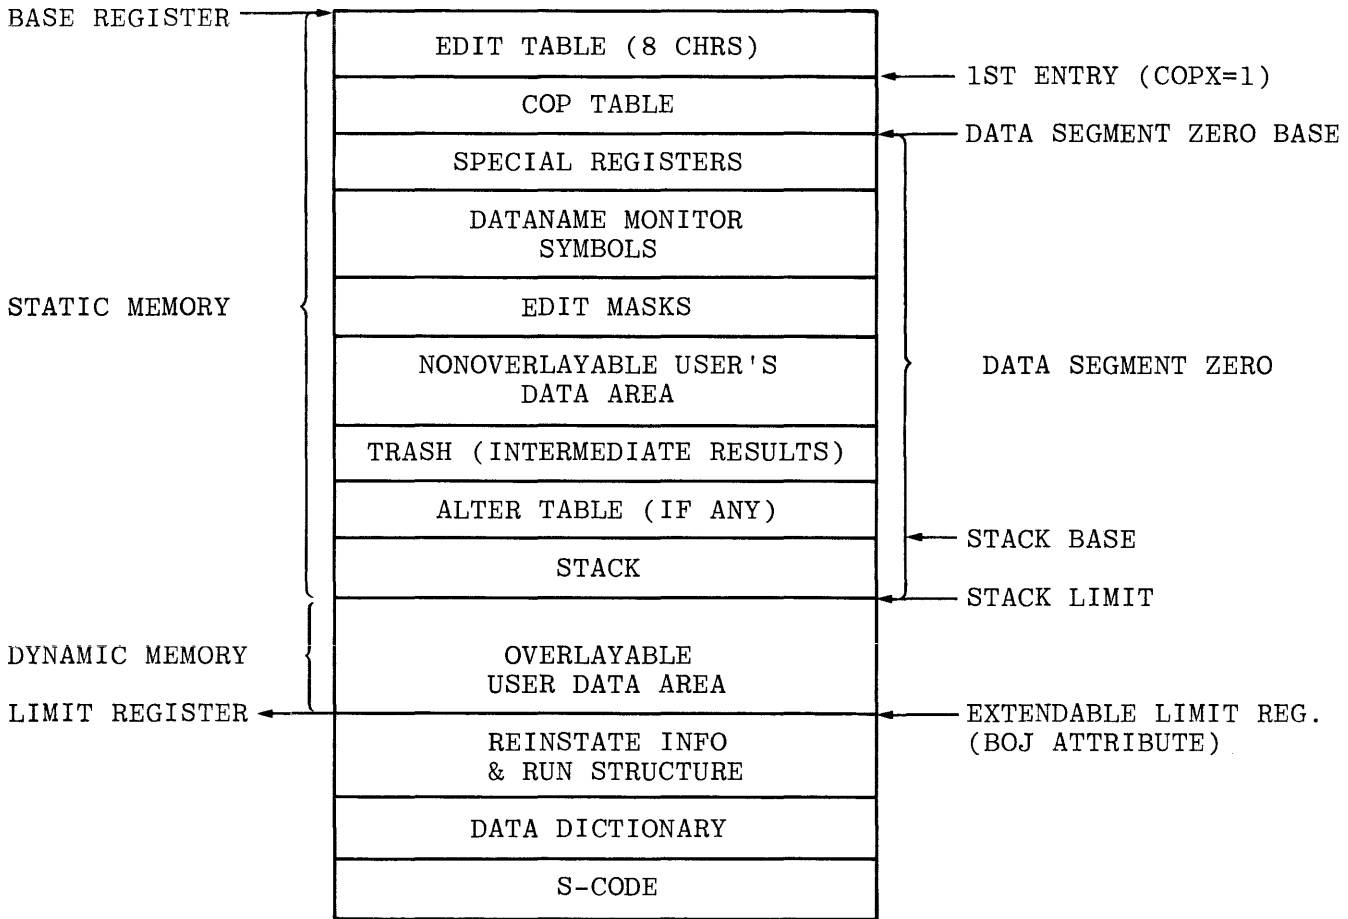 BASE REGISTER
EDIT TABLE (8 CHRS)
1ST ENTRY (COPX=1)
COP TABLE
DATA SEGMENT ZERO BASE
SPECIAL REGISTERS
DATANAME MONITOR
SYMBOLS
STATIC MEMORY
EDIT MASKS
NONOVERLAYABLE USER'S
DATA AREA
DATA SEGMENT ZERO
TRASH (INTERMEDIATE RESULTS)
ALTER TABLE (IF ANY)
STACK BASE
STACK
STACK LIMIT
DYNAMIC MEMORY
OVERLAYABLE
USER DATA AREA
LIMIT REGISTER
EXTENDABLE LIMIT REG.
(BOJ ATTRIBUTE)
REINSTATE INFO
& RUN STRUCTURE
DATA DICTIONARY
S-CODE